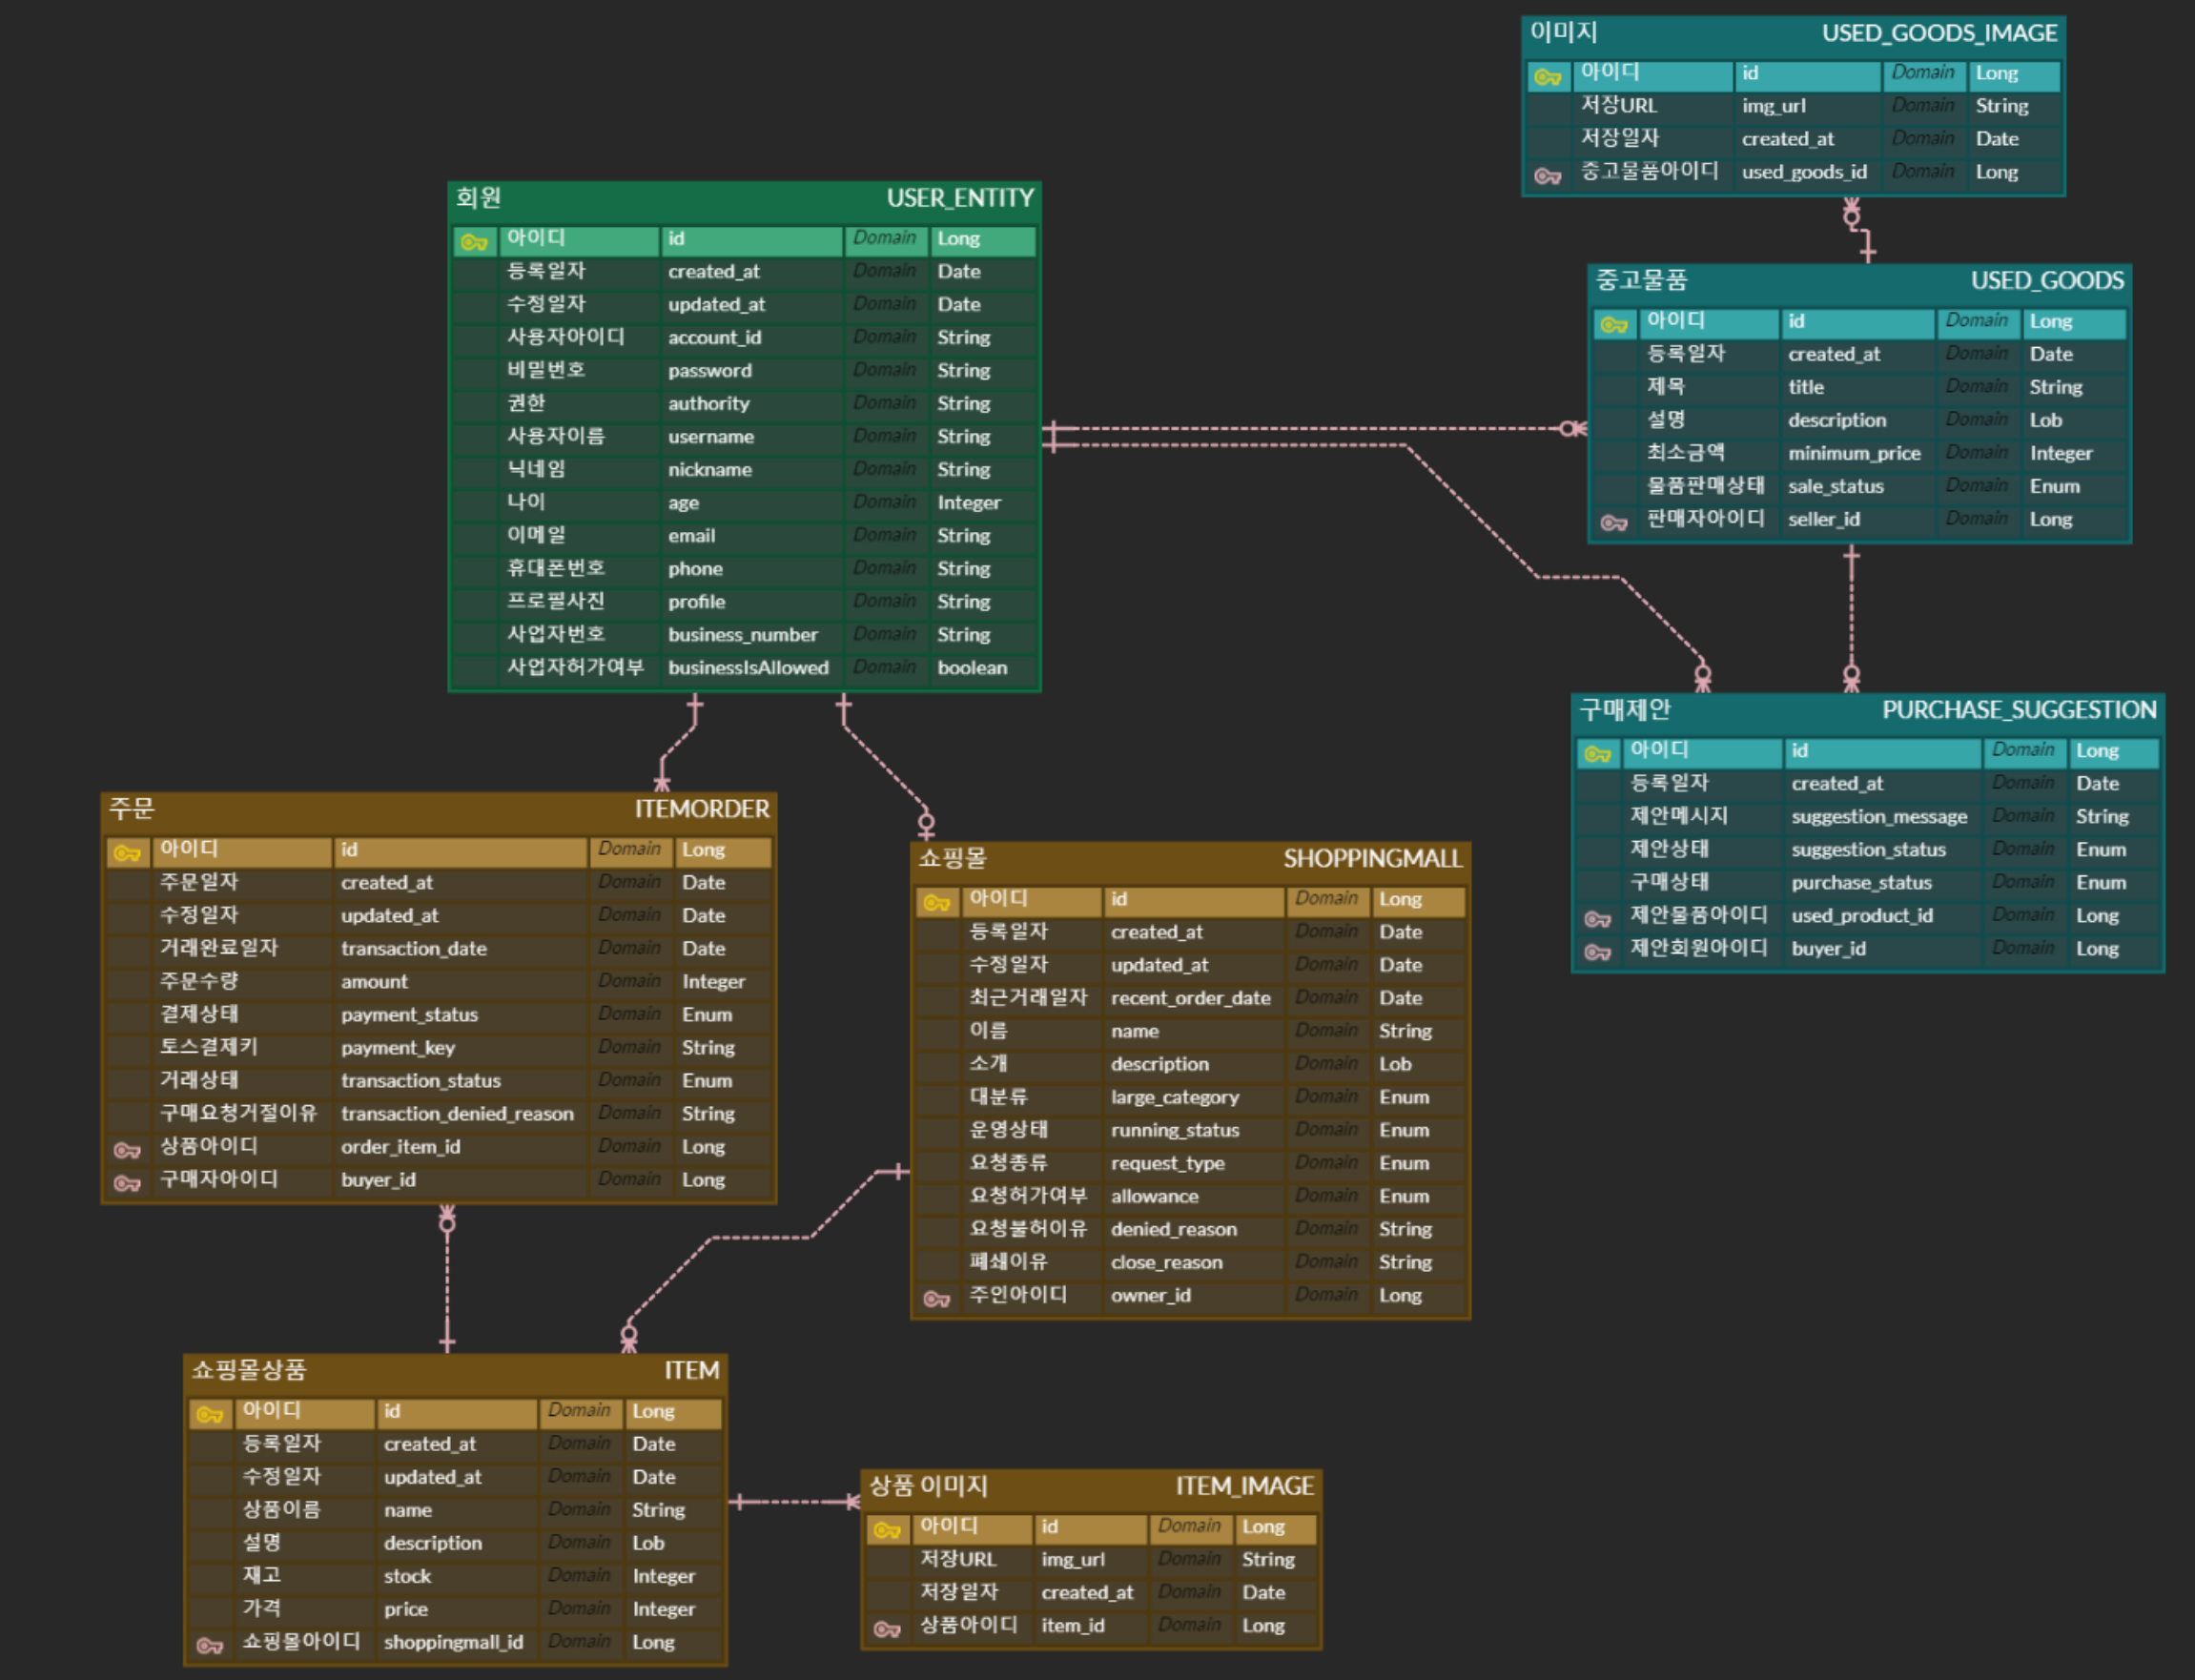 이미지 USED_GOODS_IMAGE
아이디 id Domain Long
저장URL img_url Domain String
저장일자 created_at Domain Date
중고물품아이디 used_goods_id Domain Long
회원 USER_ENTITY
아이디 id Domain Long
등록일자 created_at Domain Date
수정일자 updated_at Domain Date
사용자아이디 account_id Domain String
비밀번호 password Domain String
권한 authority Domain String
사용자이름 username Domain String
닉네임 nickname Domain String
나이 age Domain Integer
이메일 email Domain String
휴대폰번호 phone Domain String
프로필사진 profile Domain String
사업자번호 business_number Domain String
사업자허가여부 businessIsAllowed Domain boolean
중고물품 USED_GOODS
아이디 id Domain Long
등록일자 created_at Domain Date
제목 title Domain String
설명 description Domain Lob
최소금액 minimum_price Domain Integer
물품판매상태 sale_status Domain Enum
판매자아이디 seller_id Domain Long
구매제안 PURCHASE_SUGGESTION
아이디 id Domain Long
등록일자 created_at Domain Date
제안메시지 suggestion_message Domain String
제안상태 suggestion_status Domain Enum
구매상태 purchase_status Domain Enum
제안물품아이디 used_product_id Domain Long
제안회원아이디 buyer_id Domain Long
주문 ITEMORDER
아이디 id Domain Long
주문일자 created_at Domain Date
수정일자 updated_at Domain Date
거래완료일자 transaction_date Domain Date
주문수량 amount Domain Integer
결제상태 payment_status Domain Enum
토스결제키 payment_key Domain String
거래상태 transaction_status Domain Enum
구매요청거절이유 transaction_denied_reason Domain String
상품아이디 order_item_id Domain Long
구매자아이디 buyer_id Domain Long
쇼핑몰 SHOPPINGMALL
아이디 id Domain Long
등록일자 created_at Domain Date
수정일자 updated_at Domain Date
최근거래일자 recent_order_date Domain Date
이름 name Domain String
소개 description Domain Lob
대분류 large_category Domain Enum
운영상태 running_status Domain Enum
요청종류 request_type Domain Enum
요청허가여부 allowance Domain Enum
요청불허이유 denied_reason Domain String
폐쇄이유 close_reason Domain String
주인아이디 owner_id Domain Long
쇼핑몰상품 ITEM
아이디 id Domain Long
등록일자 created_at Domain Date
수정일자 updated_at Domain Date
상품이름 name Domain String
설명 description Domain Lob
재고 stock Domain Integer
가격 price Domain Integer
쇼핑몰아이디 shoppingmall_id Domain Long
상품 이미지 ITEM_IMAGE
아이디 id Domain Long
저장URL img_url Domain String
저장일자 created_at Domain Date
상품아이디 item_id Domain Long